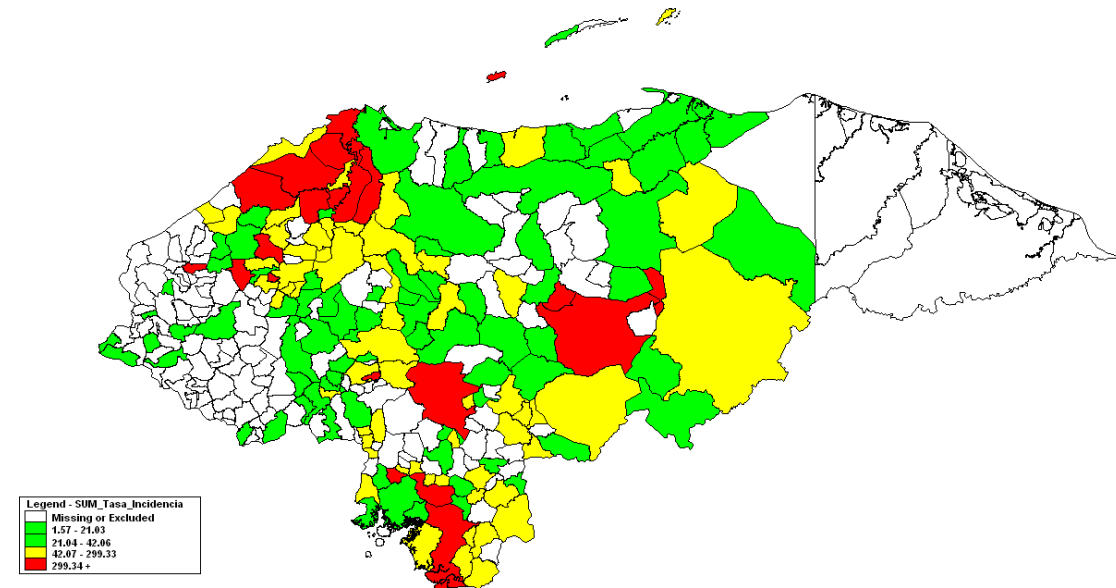 Legend - SUM_Tasa_Incidencia
Missing or Excluded
1.57 - 21.03
21.04 - 42.06
42.07 - 299.33
299.34 +